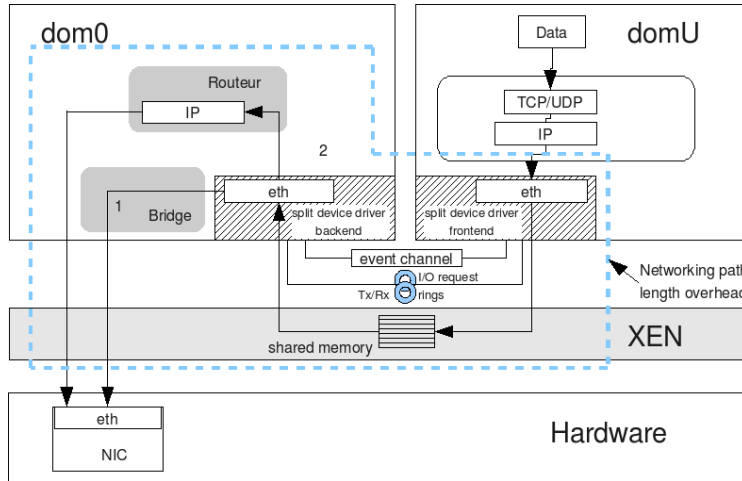 dom0
domU
Data
Routeur
IP
TCP/UDP
IP
2
1
Bridge
eth
split device driver
backend
eth
split device driver
frontend
event channel
I/O request
Tx/Rx
rings
Networking path
length overhead
shared memory
XEN
eth
NIC
Hardware